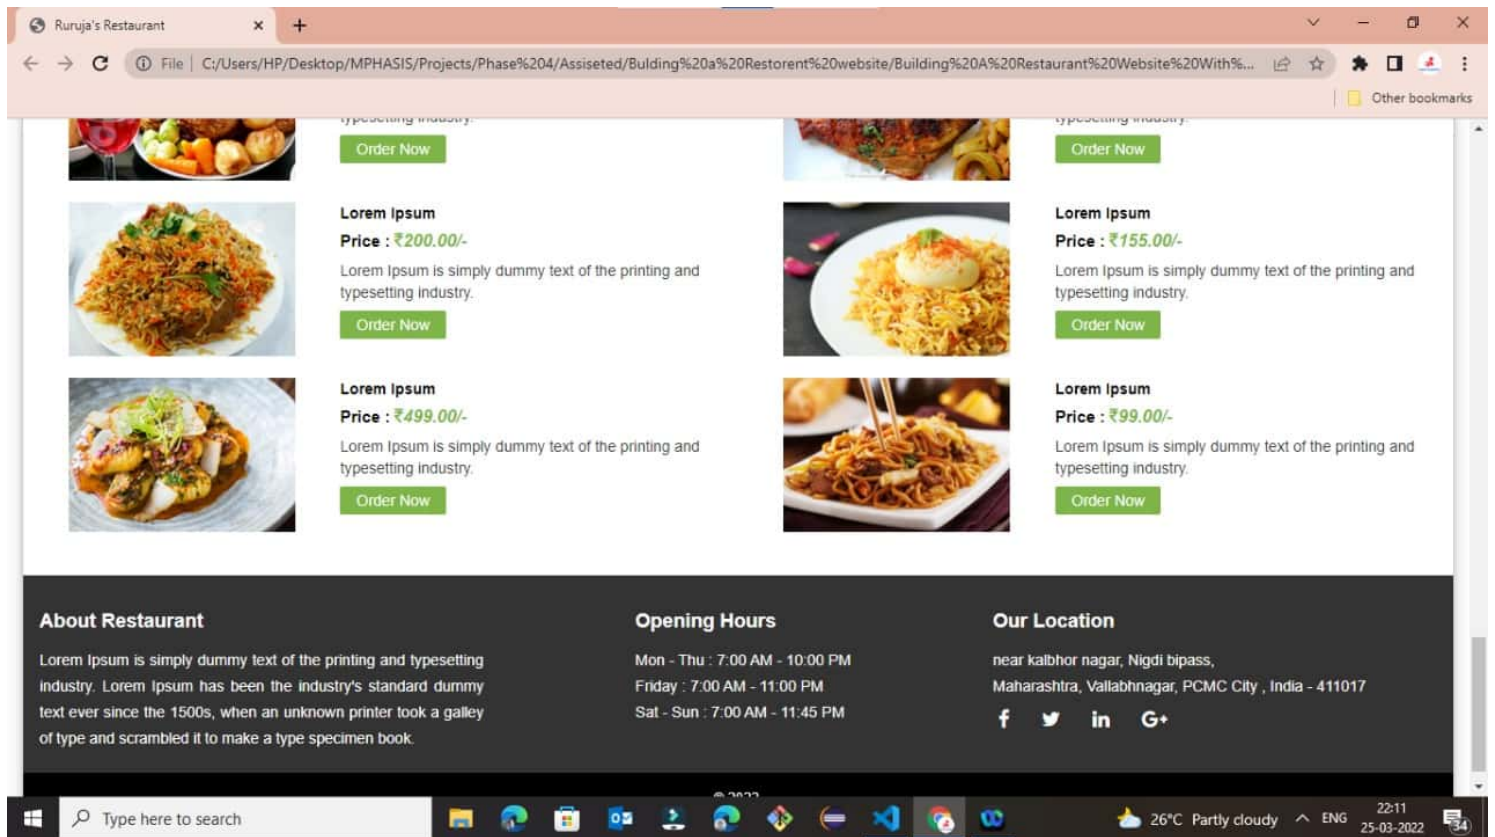 Ruruja's Restaurant
File | C:/Users/HP/Desktop/MPHASIS/Projects/Phase%204/Assiseted/Bulding%20a%20Restorent%20website/Building%20A%20Restaurant%20Website%20With%...
Other bookmarks
typesetting industry.
typesetting industry.
Order Now
Order Now
Lorem Ipsum
Price : ₹200.00/-
Lorem Ipsum is simply dummy text of the printing and
typesetting industry.
Order Now
Lorem Ipsum
Price : ₹155.00/-
Lorem Ipsum is simply dummy text of the printing and
typesetting industry.
Order Now
Lorem Ipsum
Price : ₹499.00/-
Lorem Ipsum is simply dummy text of the printing and
typesetting industry.
Order Now
Lorem Ipsum
Price : ₹99.00/-
Lorem Ipsum is simply dummy text of the printing and
typesetting industry.
Order Now
About Restaurant
Lorem Ipsum is simply dummy text of the printing and typesetting
industry. Lorem Ipsum has been the industry's standard dummy
text ever since the 1500s, when an unknown printer took a galley
of type and scrambled it to make a type specimen book.
Opening Hours
Mon - Thu : 7:00 AM - 10:00 PM
Friday : 7:00 AM - 11:00 PM
Sat - Sun : 7:00 AM - 11:45 PM
Our Location
near kalbhor nagar, Nigdi bipass,
Maharashtra, Vallabhnagar, PCMC City , India - 411017
f in G+
© 2022
Type here to search
26°C Partly cloudy
ENG
22:11
25-03-2022
34